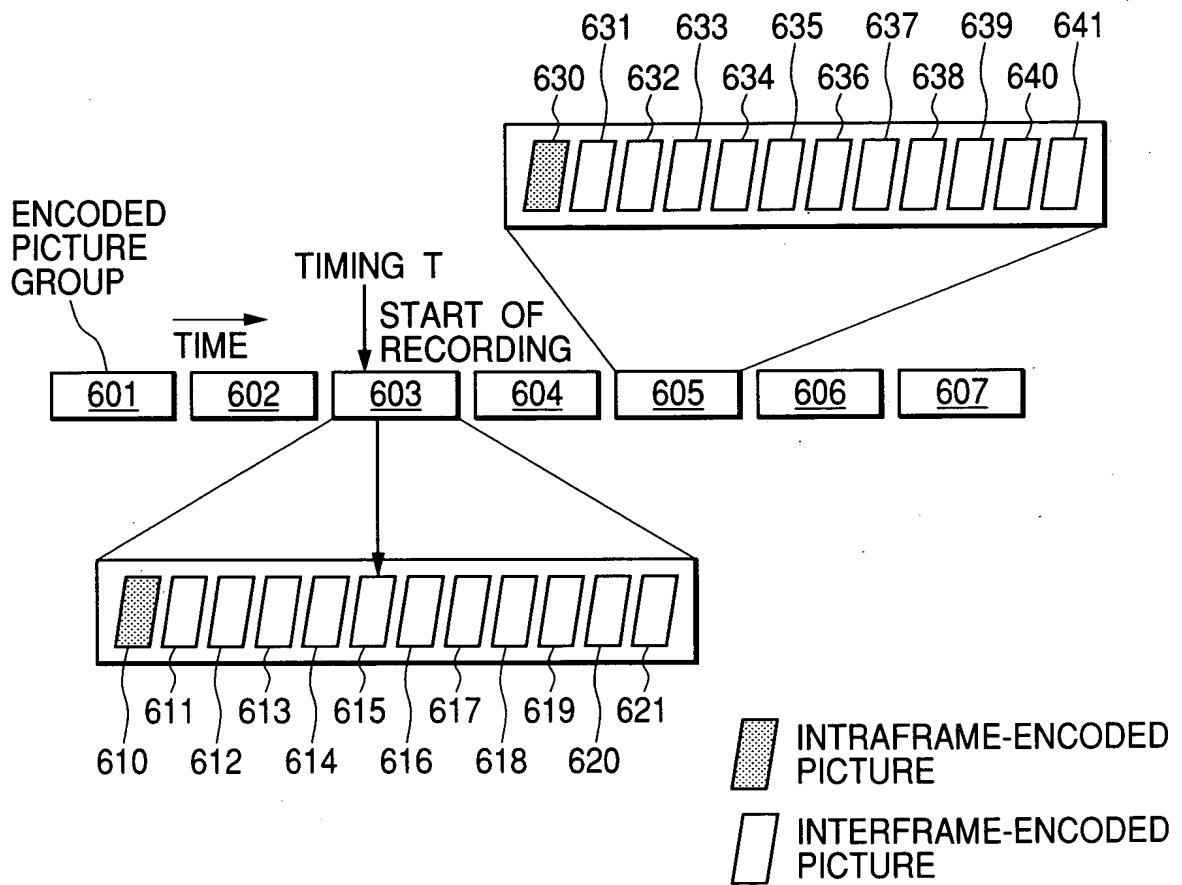 631 633 635 637 639 641
630 632 634 636 638 640
ENCODED
PICTURE
GROUP
TIMING T
TIME
START OF
RECORDING
601 602 603 604 605 606 607
611 613 615 617 619 621
610 612 614 616 618 620
INTRAFRAME-ENCODED
PICTURE
INTERFRAME-ENCODED
PICTURE